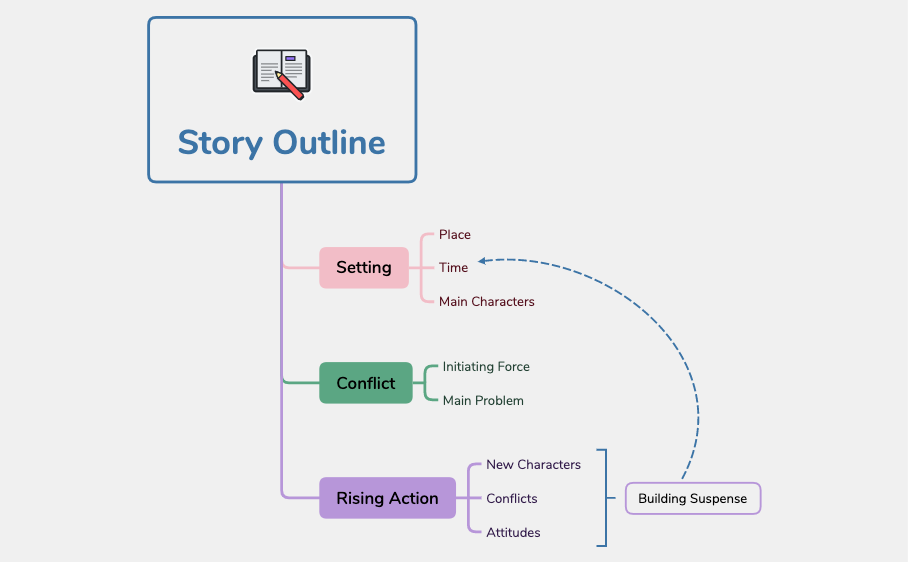 Story Outline
Setting
Place
Time
Main Characters
Conflict
Initiating Force
Main Problem
Rising Action
New Characters
Conflicts
Attitudes
Building Suspense